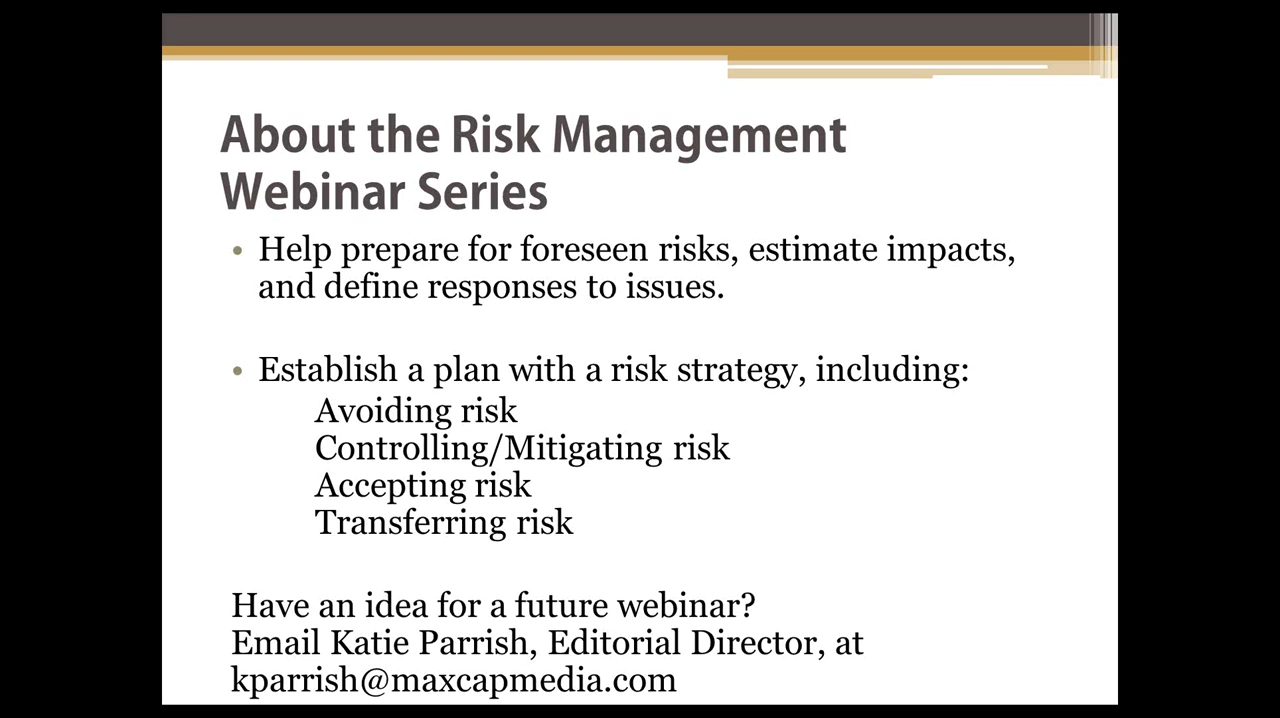 About the Risk Management
Webinar Series
• Help prepare for foreseen risks, estimate impacts,
and define responses to issues.
• Establish a plan with a risk strategy, including:
Avoiding risk
Controlling/Mitigating risk
Accepting risk
Transferring risk
Have an idea for a future webinar?
Email Katie Parrish, Editorial Director, at
kparrish@maxcapmedia.com